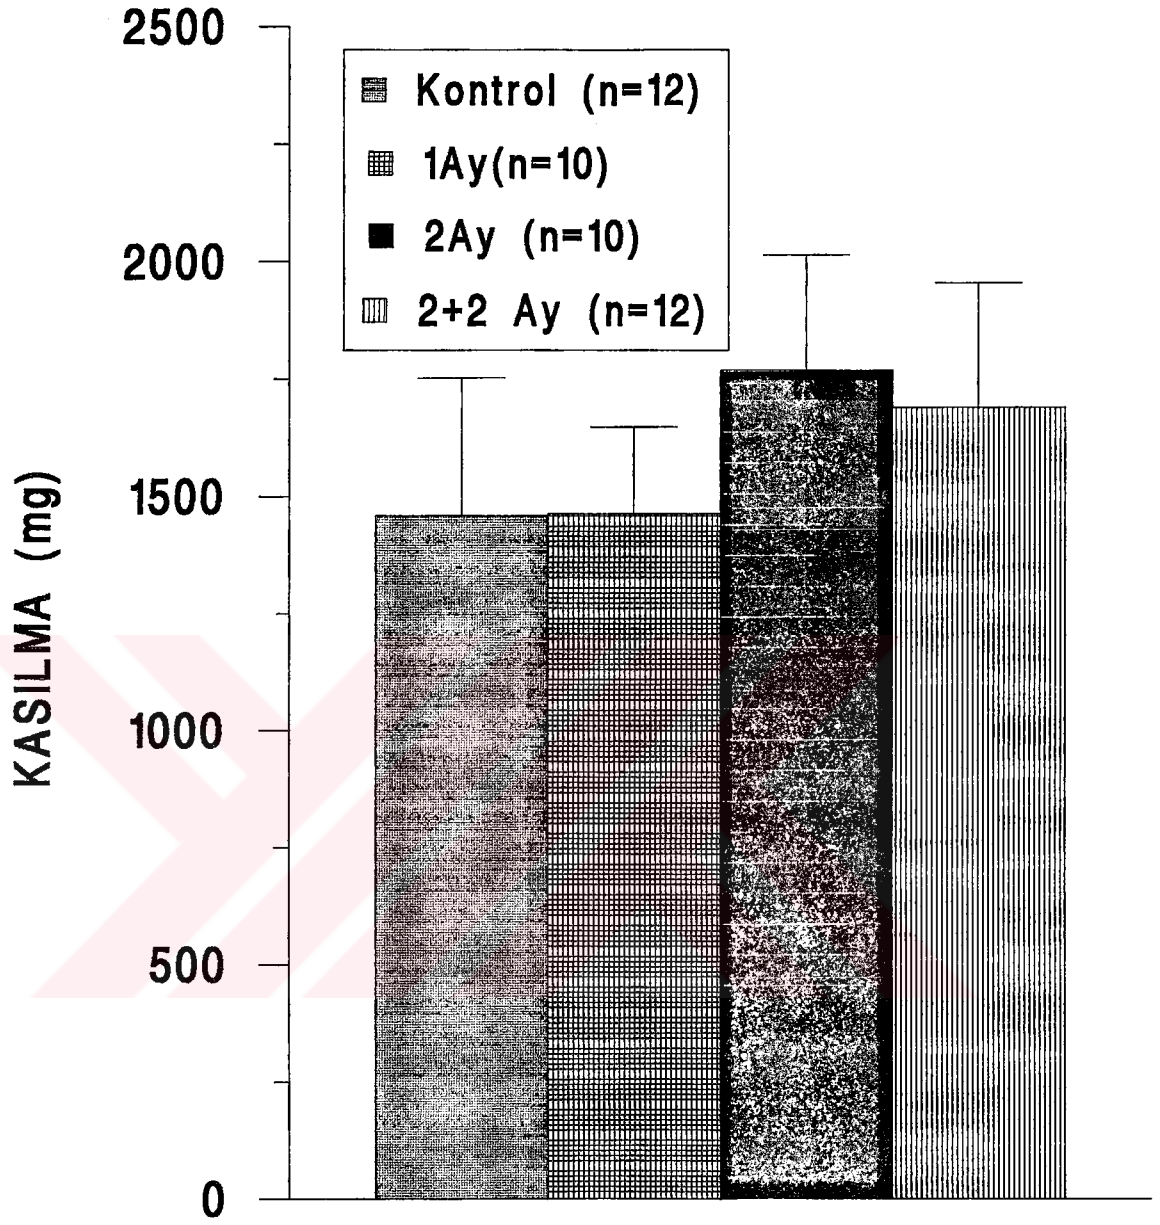 2500
2000
1500
1000
500
0
KASILMA (mg)
Kontrol (n=12)
1Ay(n=10)
2Ay (n=10)
2+2 Ay (n=12)